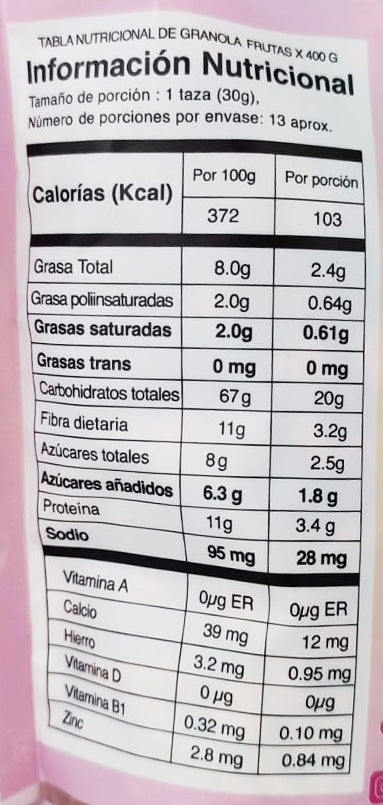 TABLA NUTRICIONAL DE GRANOLA FRUTAS X 400 G
Información Nutricional
Tamaño de porción : 1 taza (30g),
Número de porciones por envase: 13 aprox.
Calorías (Kcal) Por 100g Por porción
372 103
Grasa Total 8.0g 2.4g
Grasa poliinsaturadas 2.0g 0.64g
Grasas saturadas 2.0g 0.61g
Grasas trans 0 mg 0 mg
Carbohidratos totales 67g 20g
Fibra dietaria 11g 3.2g
Azúcares totales 8g 2.5g
Azúcares añadidos 6.3 g 1.8 g
Proteína 11g 3.4 g
Sodio 95 mg 28 mg
Vitamina A 0µg ER 0µg ER
Calcio 39 mg 12 mg
Hierro 3.2 mg 0.95 mg
Vitamina D 0 µg 0µg
Vitamina B1 0.32 mg 0.10 mg
Zinc 2.8 mg 0.84 mg